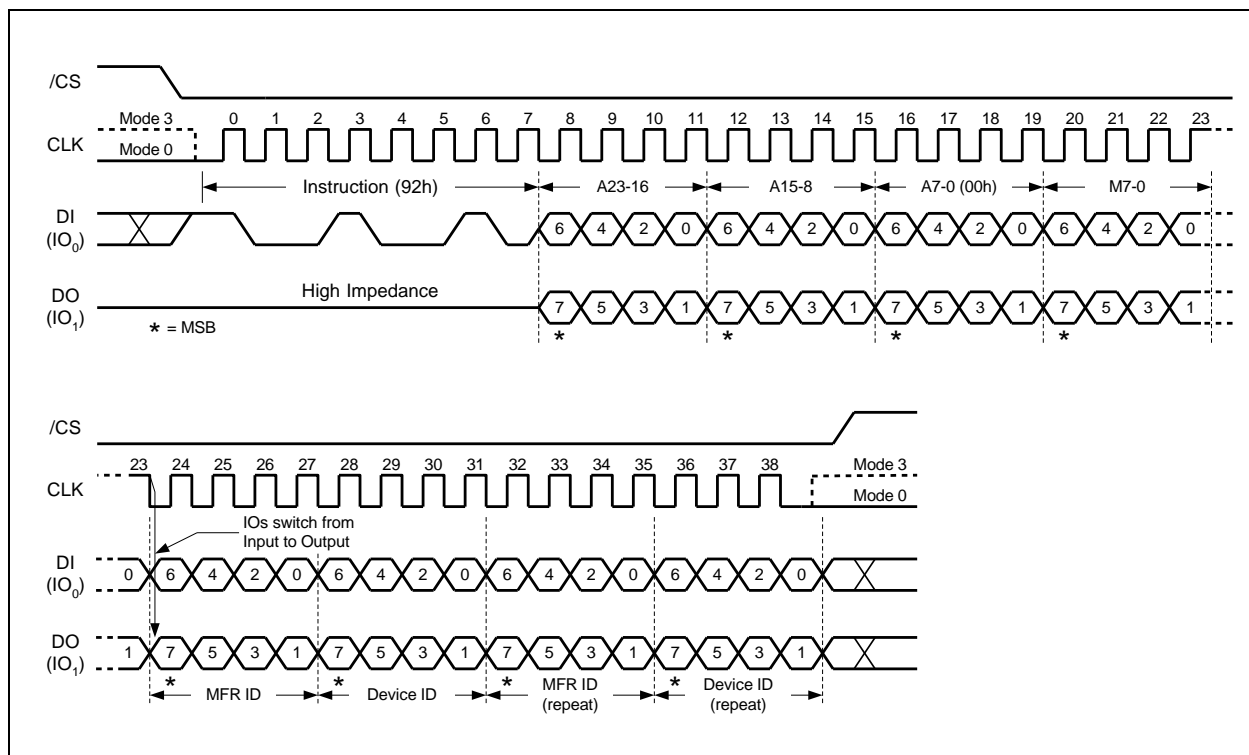 /CS
Mode 3 0 1 2 3 4 5 6 7 8 9 10 11 12 13 14 15 16 17 18 19 20 21 22 23
CLK Mode 0
Instruction (92h) A23-16 A15-8 A7-0 (00h) M7-0
DI
(IO0) 6 4 2 0 6 4 2 0 6 4 2 0 6 4 2 0
High Impedance
DO
(IO1) 7 5 3 1 7 5 3 1 7 5 3 1 7 5 3 1
* = MSB * * * *
/CS
23 24 25 26 27 28 29 30 31 32 33 34 35 36 37 38 Mode 3
CLK Mode 0
IOs switch from
Input to Output
DI
(IO0) 0 6 4 2 0 6 4 2 0 6 4 2 0 6 4 2 0
DO
(IO1) 1 7 5 3 1 7 5 3 1 7 5 3 1 7 5 3 1
* * * *
MFR ID Device ID MFR ID
(repeat) Device ID
(repeat)